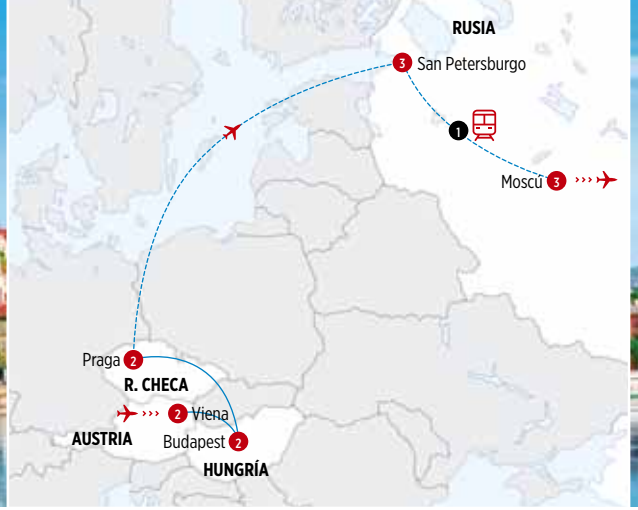 RUSIA
3 San Petersburgo
1
Moscú 3
Praga 2
R. CHECA
2 Viena
AUSTRIA
Budapest 2
HUNGRÍA